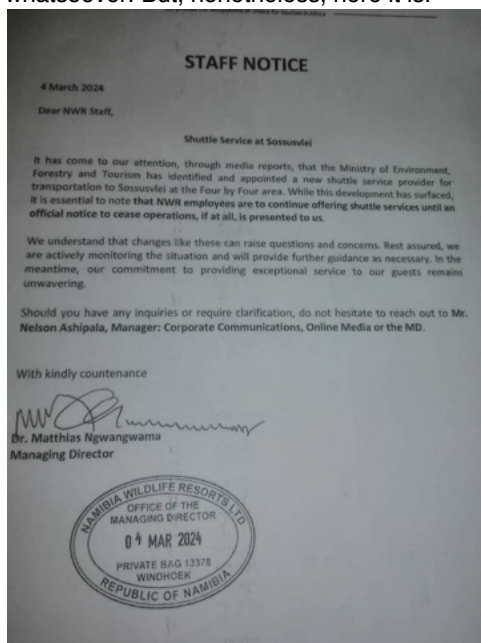 whatsoever! But, nonetheless, here it is:
STAFF NOTICE
4 March 2024
Dear NWR Staff,
Shuttle Service at Sossusvlei
It has come to our attention, through media reports, that the Ministry of Environment,
Forestry and Tourism has identified and appointed a new shuttle service provider for
transportation to Sossusvlei at the Four by Four area. While this development has surfaced,
it is essential to note that NWR employees are to continue offering shuttle services until an
official notice to cease operations, if at all, is presented to us.
We understand that changes like these can raise questions and concerns. Rest assured, we
are actively monitoring the situation and will provide further guidance as necessary. In the
meantime, our commitment to providing exceptional service to our guests remains
unwavering.
Should you have any inquiries or require clarification, do not hesitate to reach out to Mr.
Nelson Ashipala, Manager: Corporate Communications, Online Media or the MD.
With kindly countenance
Dr. Matthias Ngwangwama
Managing Director
NAMIBIA WILDLIFE RESORTS LTD
OFFICE OF THE
MANAGING DIRECTOR
04 MAR 2024
PRIVATE BAG 13378
WINDHOEK
REPUBLIC OF NAMIBIA